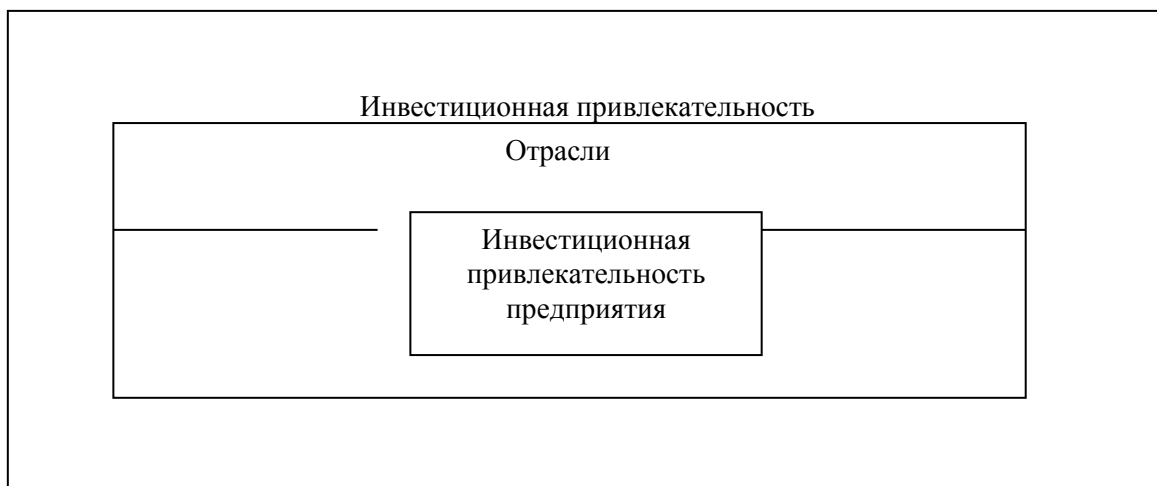 Инвестиционная привлекательность
Отрасли
Инвестиционная
привлекательность
предприятия